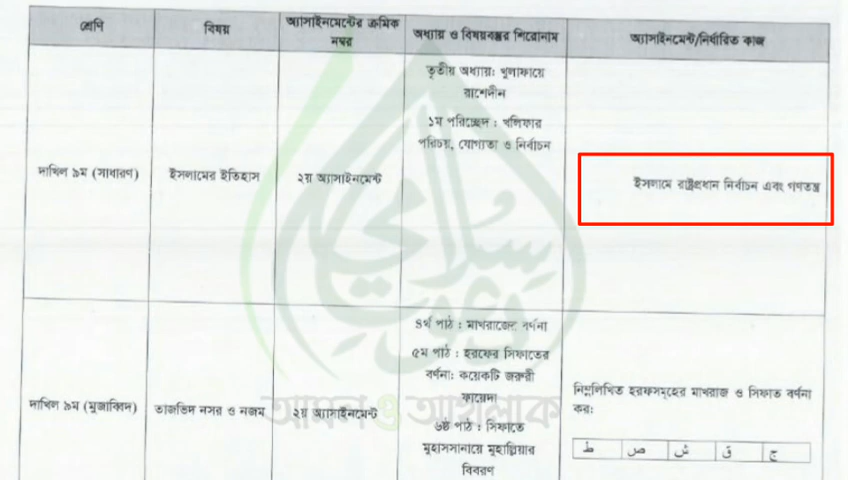 শ্রেণি
বিষয়
অ্যাসাইনমেন্টের ক্রমিক
নম্বর
অধ্যায় ও বিষয়বস্তুর শিরোনাম
অ্যাসাইনমেন্ট/নির্ধারিত কাজ
দাখিল ৯ম (সাধারণ)
ইসলামের ইতিহাস
২য় অ্যাসাইনমেন্ট
তৃতীয় অধ্যায়: খুলাফায়ে
রাশেদীন
১ম পরিচ্ছেদ : খলিফার
পরিচয়, যোগ্যতা ও নির্বাচন
ইসলামে রাষ্ট্রপ্রধান নির্বাচন এবং গণতন্ত্র
দাখিল ৯ম (মুজাব্বিদ)
তাজভিদ নসর ও নজম
২য় অ্যাসাইনমেন্ট
৪র্থ পাঠ : মাখরাজের বর্ণনা
৫ম পাঠ : হরফের সিফাতের
বর্ণনা: কয়েকটি জরুরী
ফায়েদা
৬ষ্ঠ পাঠ : সিফাতে
মুহাসসানায়ে মুহাল্লিয়ার
বিবরণ
নিম্নলিখিত হরফসমূহের মাখরাজ ও সিফাত বর্ণনা
কর:
ط ص ش ق ج
আমল ও আখলাক